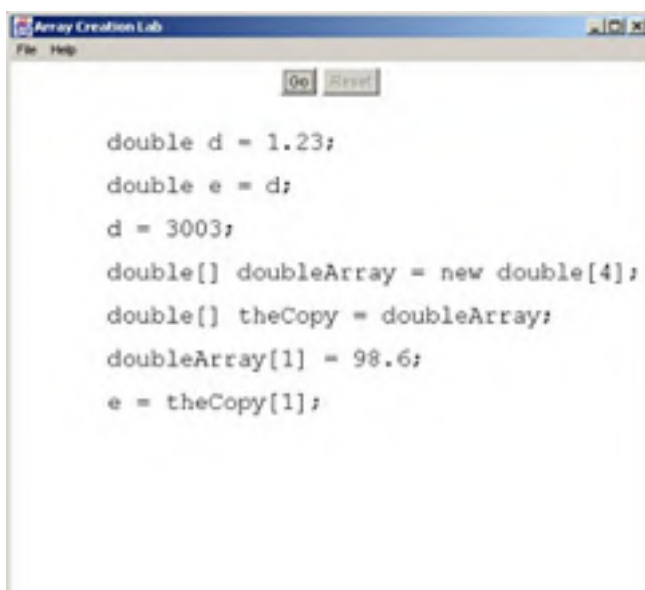 Array Creation Lab
File Help
Go Reset
double d = 1.23;
double e = d;
d = 3003;
double[] doubleArray = new double[4];
double[] theCopy = doubleArray;
doubleArray[1] = 98.6;
e = theCopy[1];